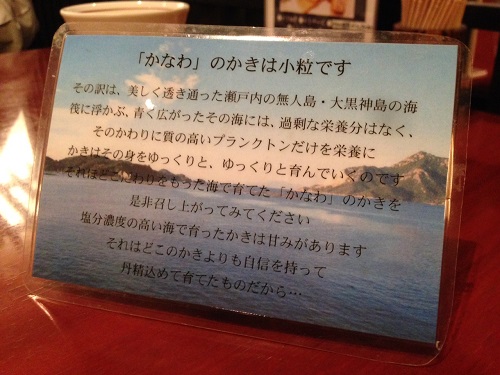 「かなわ」のかきは小粒です
その訳は、美しく透き通った瀬戸内の無人島・大黒神島の海
筏に浮かぶ、青く広がったその海には、過剰な栄養分はなく、
そのかわりに質の高いプランクトンだけを栄養に
かきはその身をゆっくりと、ゆっくりと育んでいくのです
それほどこだわりをもった海で育てた「かなわ」のかきを
是非召し上がってみてください
塩分濃度の高い海で育ったかきは甘みがあります
それはどこのかきよりも自信を持って
丹精込めて育てたものだから…